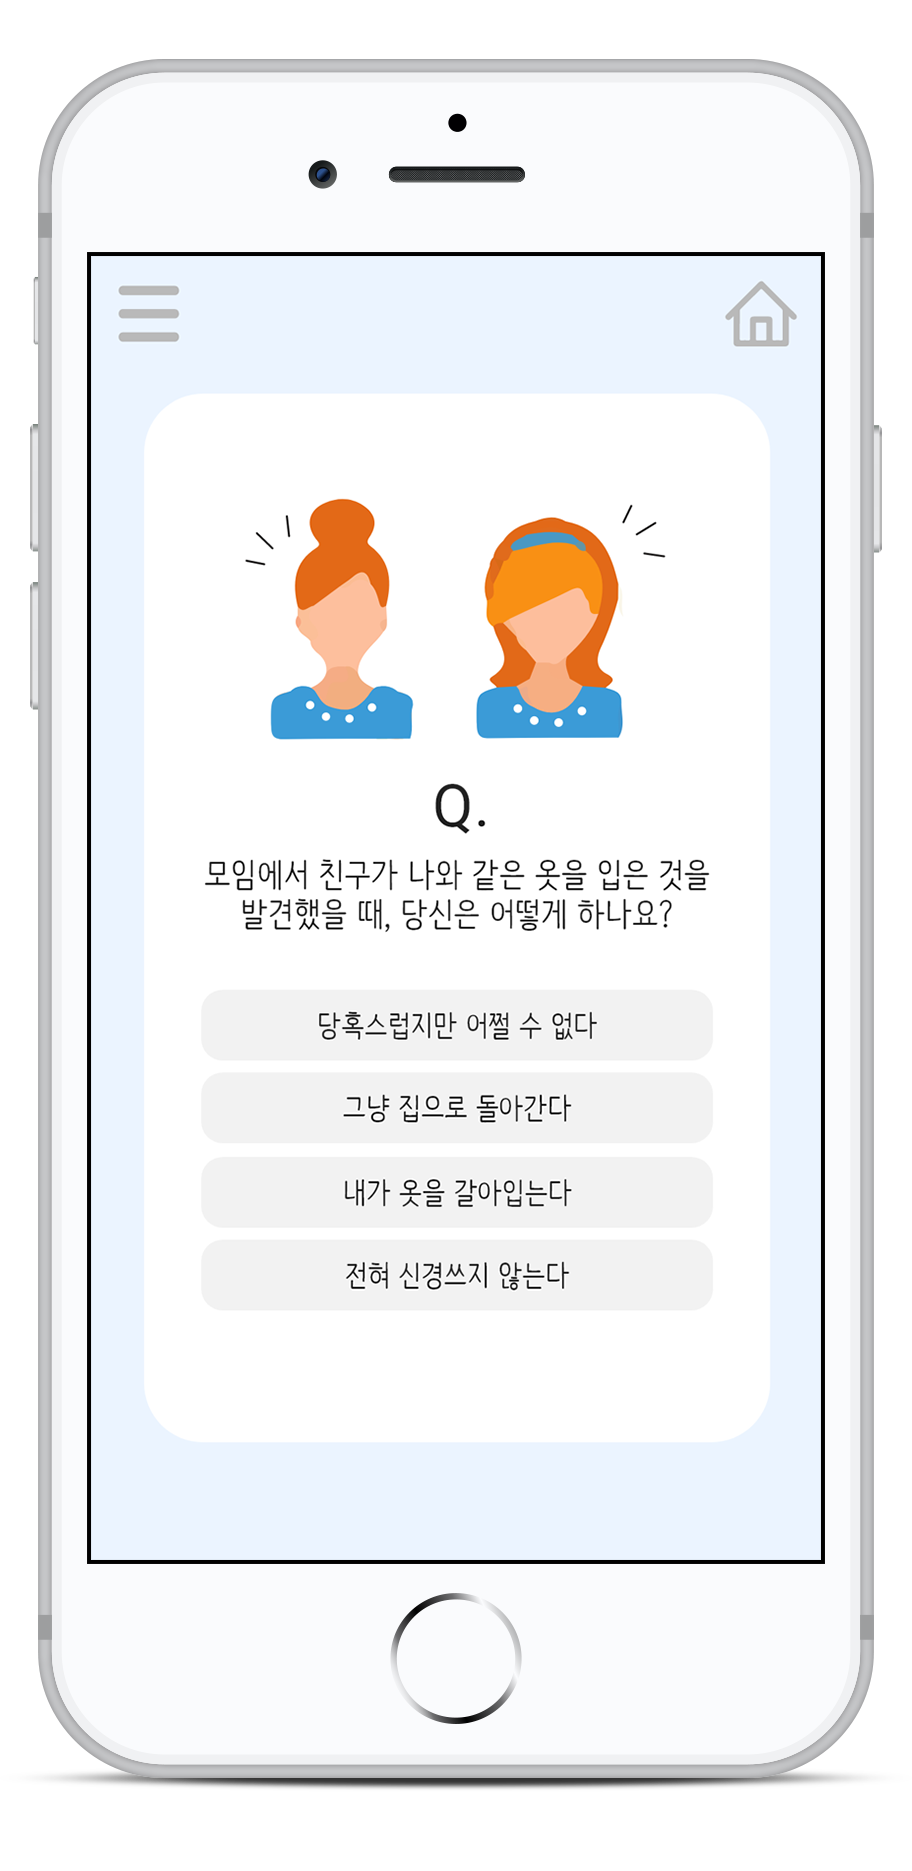 Q.
모임에서 친구가 나와 같은 옷을 입은 것을
발견했을 때, 당신은 어떻게 하나요?
당혹스럽지만 어쩔 수 없다
그냥 집으로 돌아간다
내가 옷을 갈아입는다
전혀 신경쓰지 않는다